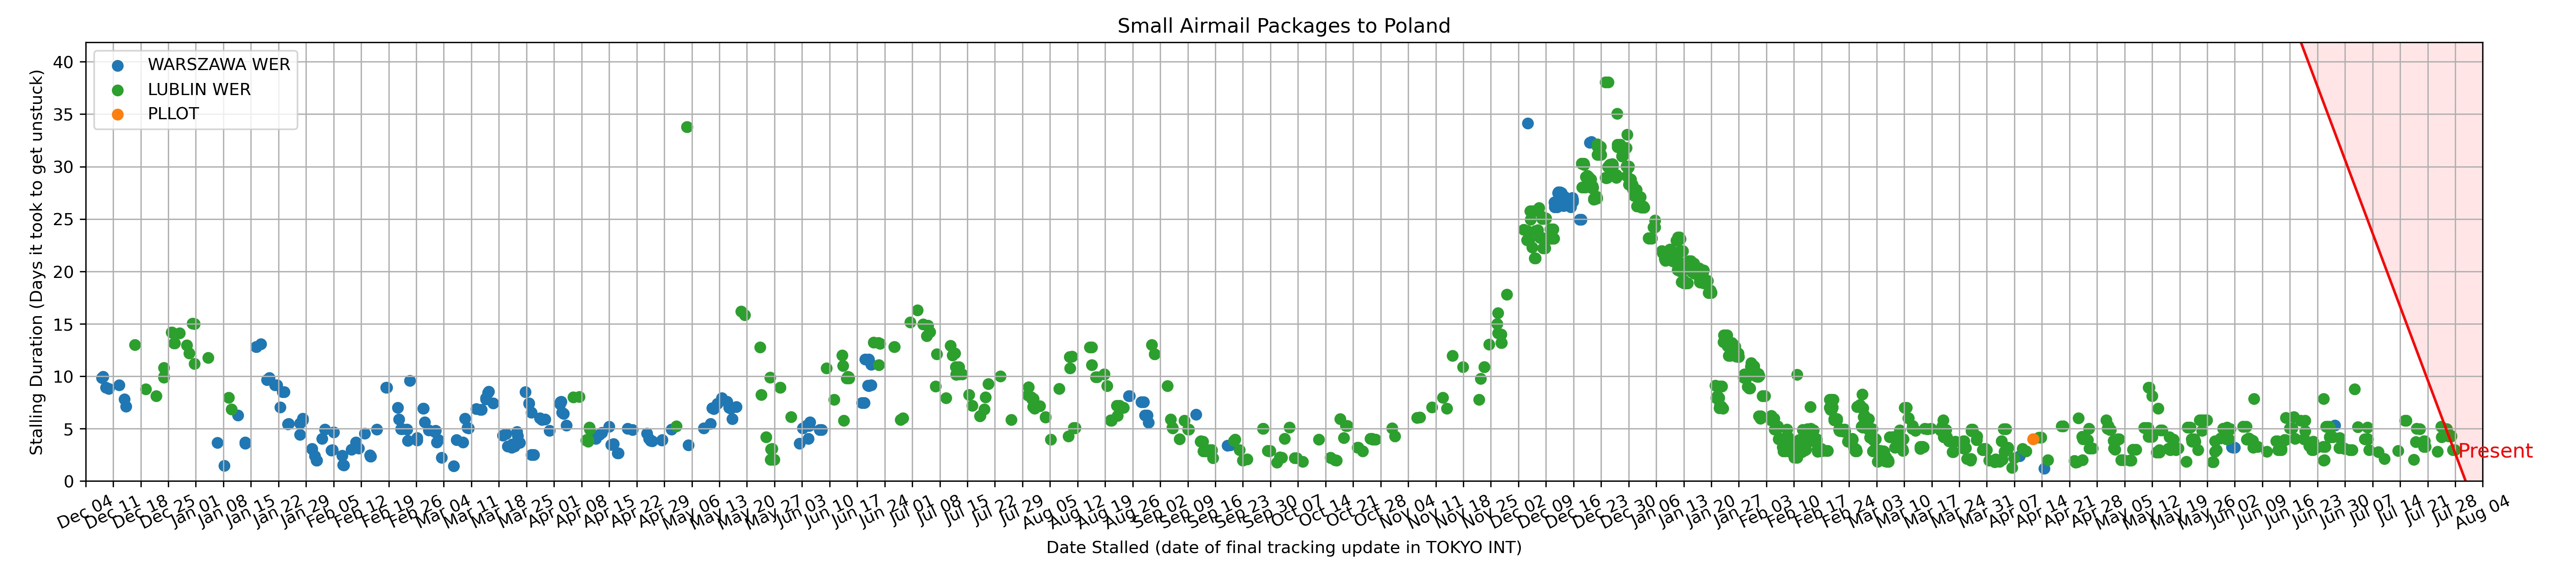 Small Airmail Packages to Poland
WARSZAWA WER
LUBLIN WER
PLLOT
40
35
30
25
20
15
10
5
0
Stalling Duration (Days it took to get unstuck)
Present
Dec 04
Dec 11
Dec 18
Dec 25
Jan 01
Jan 08
Jan 15
Jan 22
Jan 29
Feb 05
Feb 12
Feb 19
Feb 26
Mar 04
Mar 11
Mar 18
Mar 25
Apr 01
Apr 08
Apr 15
Apr 22
Apr 29
May 06
May 13
May 20
May 27
Jun 03
Jun 10
Jun 17
Jun 24
Jul 01
Jul 08
Jul 15
Jul 22
Jul 29
Aug 05
Aug 12
Aug 19
Aug 26
Sep 02
Sep 09
Sep 16
Sep 23
Sep 30
Oct 07
Oct 14
Oct 21
Oct 28
Nov 04
Nov 11
Nov 18
Nov 25
Dec 02
Dec 09
Dec 16
Dec 23
Dec 30
Jan 06
Jan 13
Jan 20
Jan 27
Feb 03
Feb 10
Feb 17
Feb 24
Mar 03
Mar 10
Mar 17
Mar 24
Mar 31
Apr 07
Apr 14
Apr 21
Apr 28
May 05
May 12
May 19
May 26
Jun 02
Jun 09
Jun 16
Jun 23
Jun 30
Jul 07
Jul 14
Jul 21
Jul 28
Aug 04
Date Stalled (date of final tracking update in TOKYO INT)